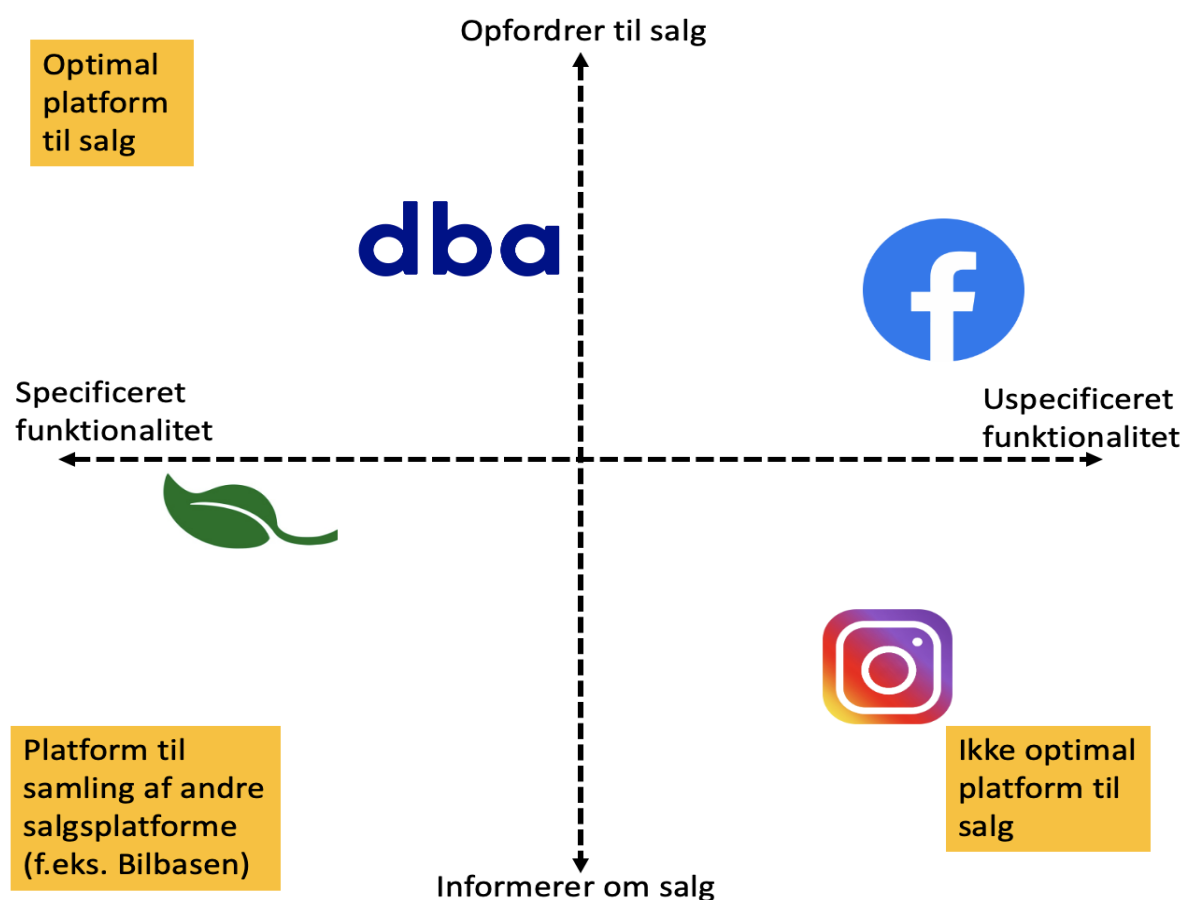 Opfordrer til salg
Optimal
platform
til salg
dba
f
Specificeret
funktionalitet
Uspecificeret
funktionalitet
Platform til
samling af andre
salgsplatforme
(f.eks. Bilbasen)
Ikke optimal
platform til
salg
Informerer om salg